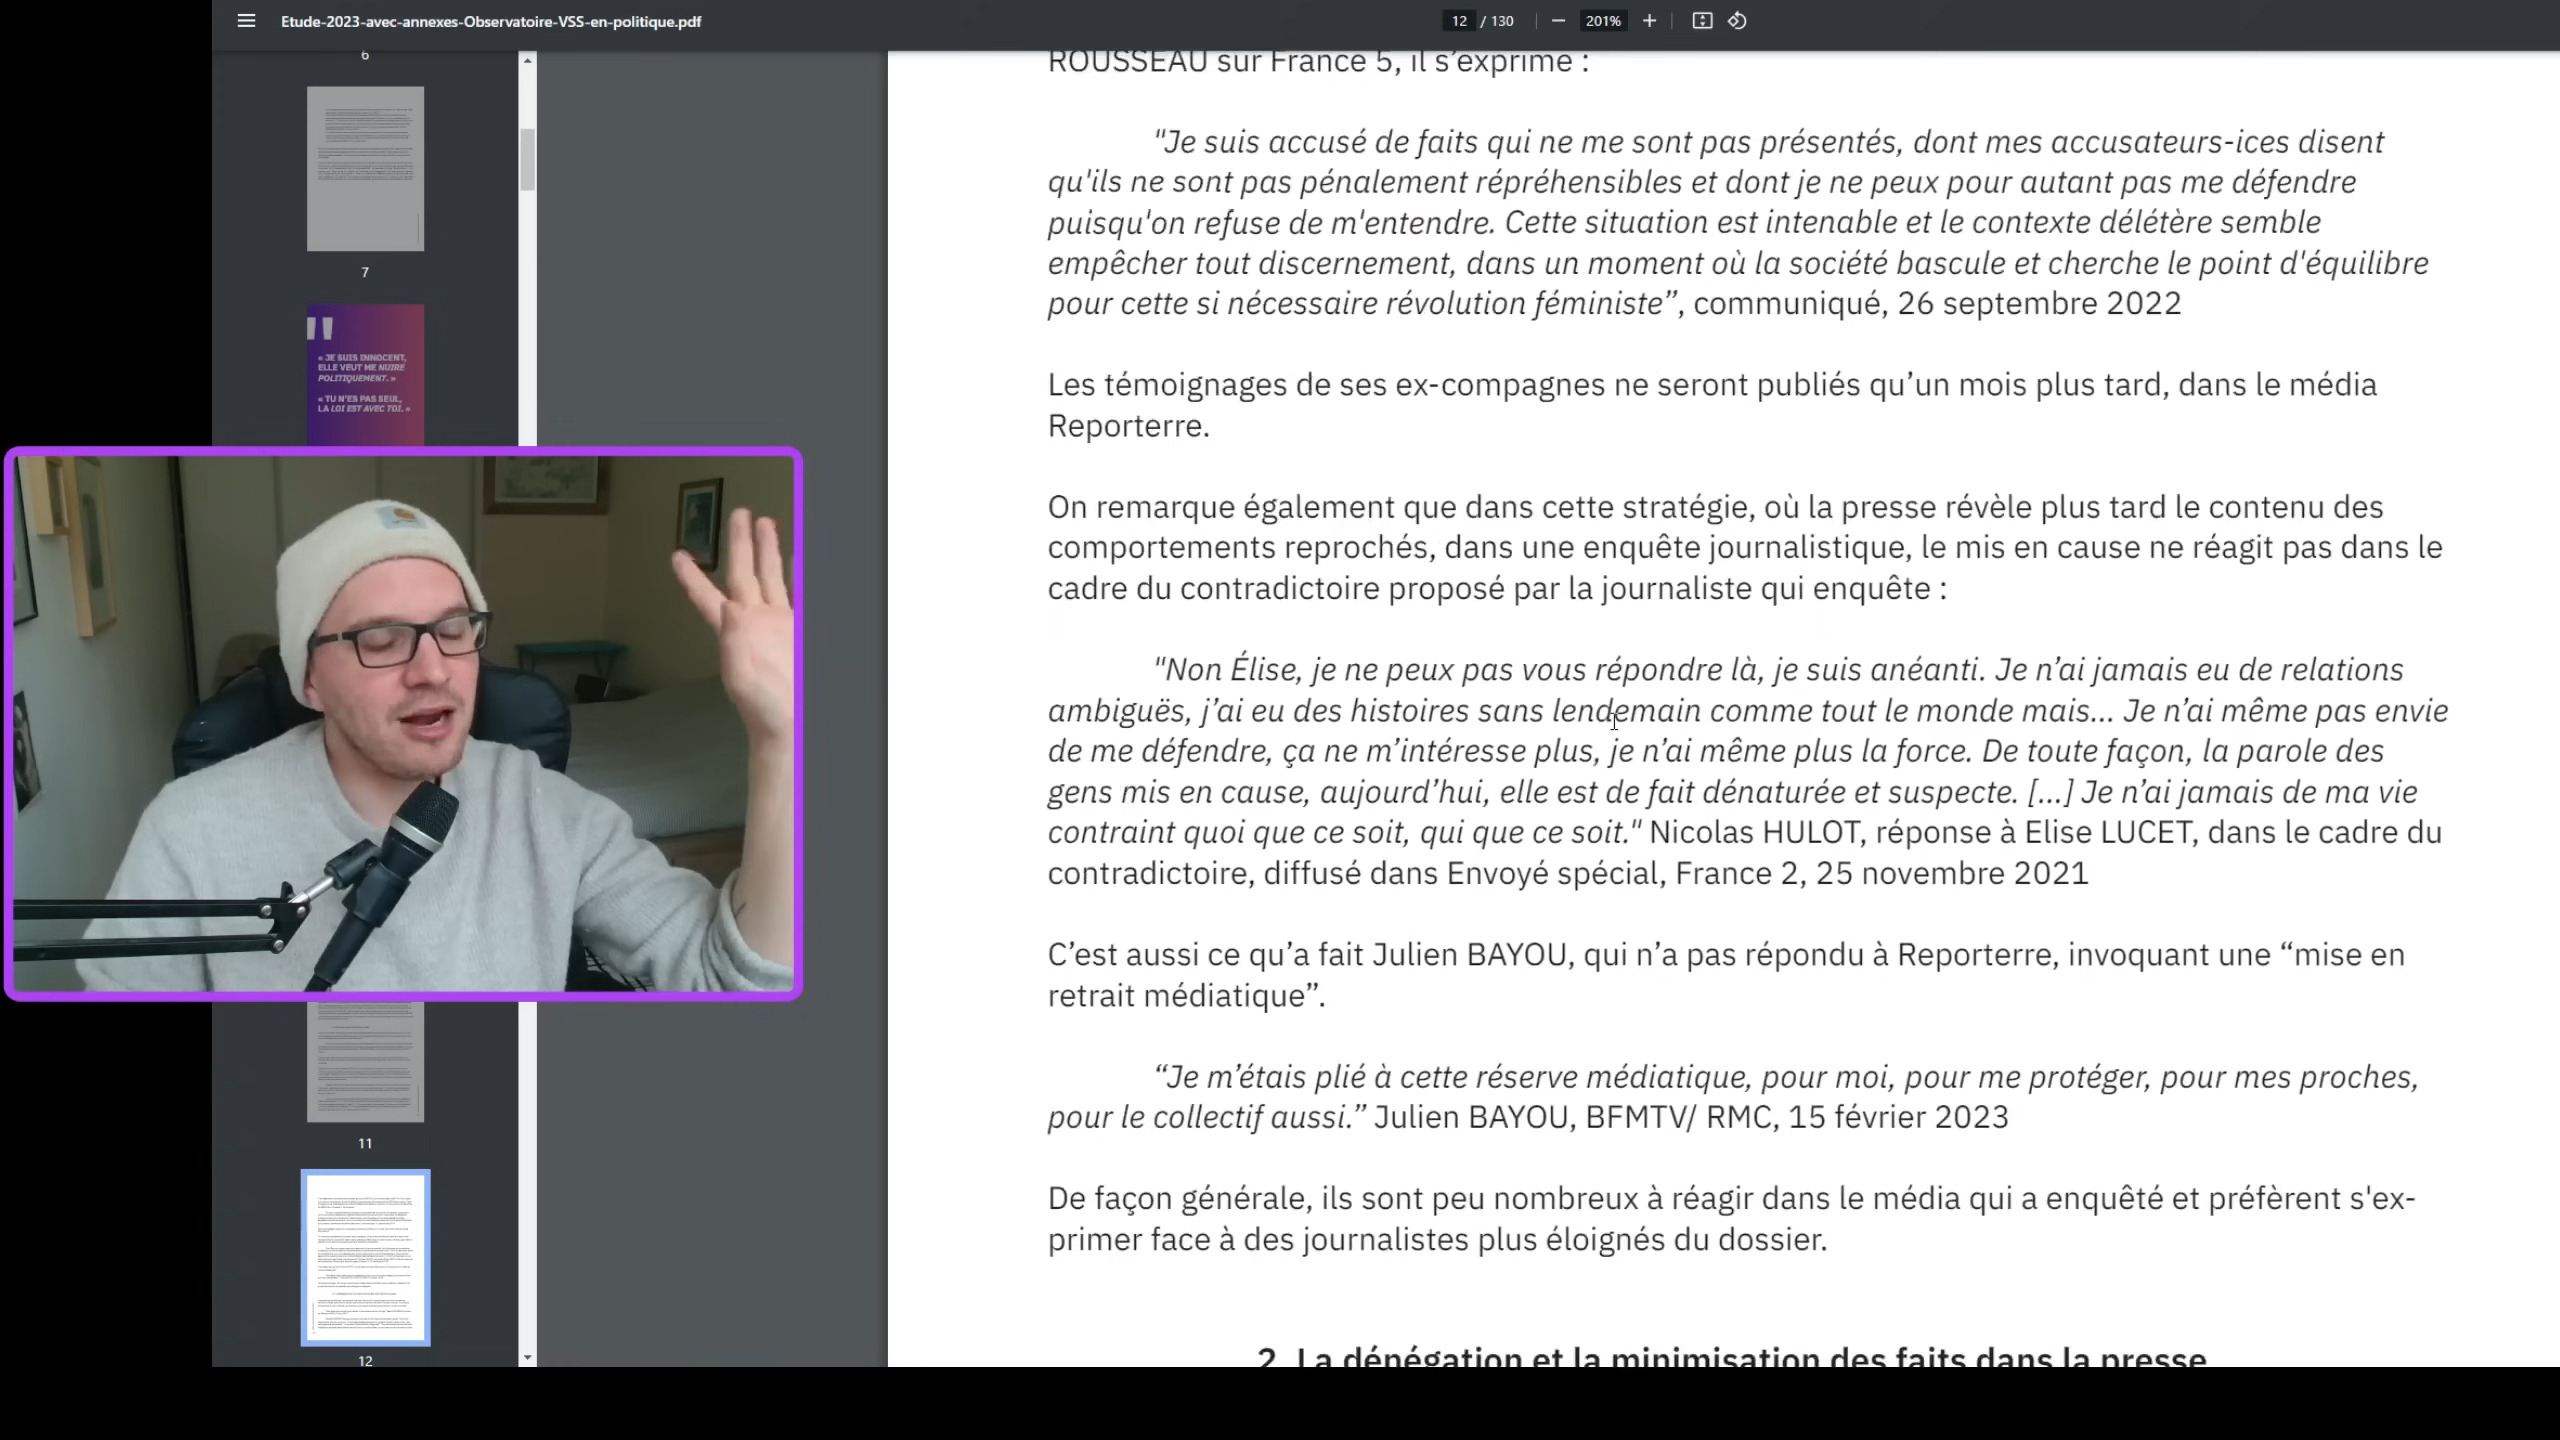 Etude-2023-avec-annexes-Observatoire-VSS-en-politique.pdf
12 / 130
201%
6
7
« JE SUIS INNOCENT,
ELLE VEUT ME NUIRE
POLITIQUEMENT. »
« TU N'ES PAS SEUL,
LA LOI EST AVEC TOI. »
11
12
ROUSSEAU sur France 5, il s’exprime :
"Je suis accusé de faits qui ne me sont pas présentés, dont mes accusateurs-ices disent
qu'ils ne sont pas pénalement répréhensibles et dont je ne peux pour autant pas me défendre
puisqu'on refuse de m'entendre. Cette situation est intenable et le contexte délétère semble
empêcher tout discernement, dans un moment où la société bascule et cherche le point d'équilibre
pour cette si nécessaire révolution féministe”, communiqué, 26 septembre 2022
Les témoignages de ses ex-compagnes ne seront publiés qu’un mois plus tard, dans le média
Reporterre.
On remarque également que dans cette stratégie, où la presse révèle plus tard le contenu des
comportements reprochés, dans une enquête journalistique, le mis en cause ne réagit pas dans le
cadre du contradictoire proposé par la journaliste qui enquête :
"Non Élise, je ne peux pas vous répondre là, je suis anéanti. Je n’ai jamais eu de relations
ambiguës, j’ai eu des histoires sans lendemain comme tout le monde mais... Je n’ai même pas envie
de me défendre, ça ne m’intéresse plus, je n’ai même plus la force. De toute façon, la parole des
gens mis en cause, aujourd’hui, elle est de fait dénaturée et suspecte. [...] Je n’ai jamais de ma vie
contraint quoi que ce soit, qui que ce soit." Nicolas HULOT, réponse à Elise LUCET, dans le cadre du
contradictoire, diffusé dans Envoyé spécial, France 2, 25 novembre 2021
C’est aussi ce qu’a fait Julien BAYOU, qui n’a pas répondu à Reporterre, invoquant une “mise en
retrait médiatique”.
“Je m’étais plié à cette réserve médiatique, pour moi, pour me protéger, pour mes proches,
pour le collectif aussi.” Julien BAYOU, BFMTV/ RMC, 15 février 2023
De façon générale, ils sont peu nombreux à réagir dans le média qui a enquêté et préfèrent s'ex-
primer face à des journalistes plus éloignés du dossier.
2. La dénégation et la minimisation des faits dans la presse